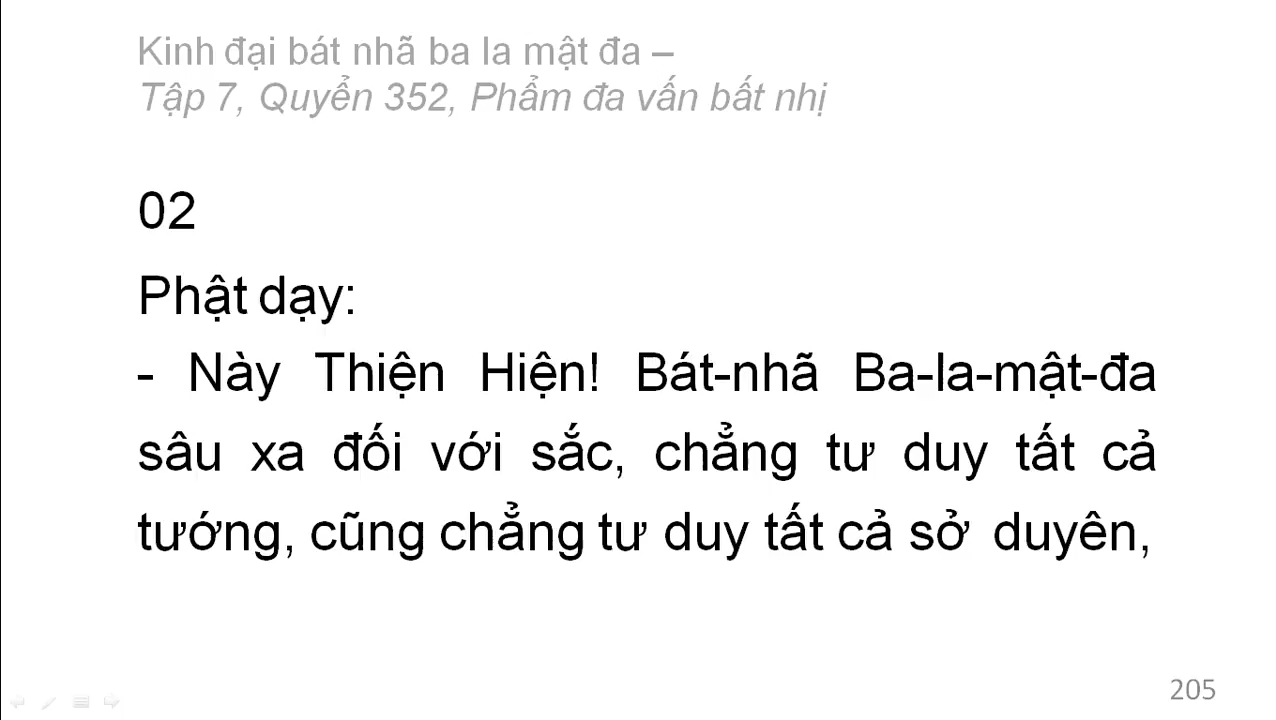 Kinh đại bát nhã ba la mật đa –
Tập 7, Quyển 352, Phẩm đa vấn bất nhị
02
Phật dạy:
- Này Thiện Hiện! Bát-nhã Ba-la-mật-đa
sâu xa đối với sắc, chẳng tư duy tất cả
tướng, cũng chẳng tư duy tất cả sở duyên,
205